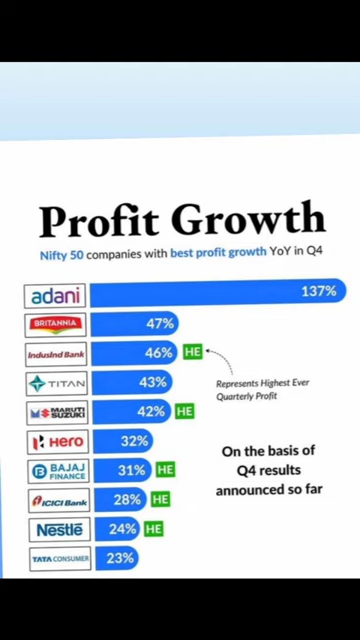 Profit Growth
Nifty 50 companies with best profit growth YoY in Q4
adani 137%
BRITANNIA 47%
IndusInd Bank 46% HE
Represents Highest Ever
Quarterly Profit
TITAN 43%
MARUTI SUZUKI 42% HE
Hero 32%
BAJAJ FINANCE 31% HE
ICICI Bank 28% HE
Nestlé 24% HE
TATA CONSUMER 23%
On the basis of
Q4 results
announced so far